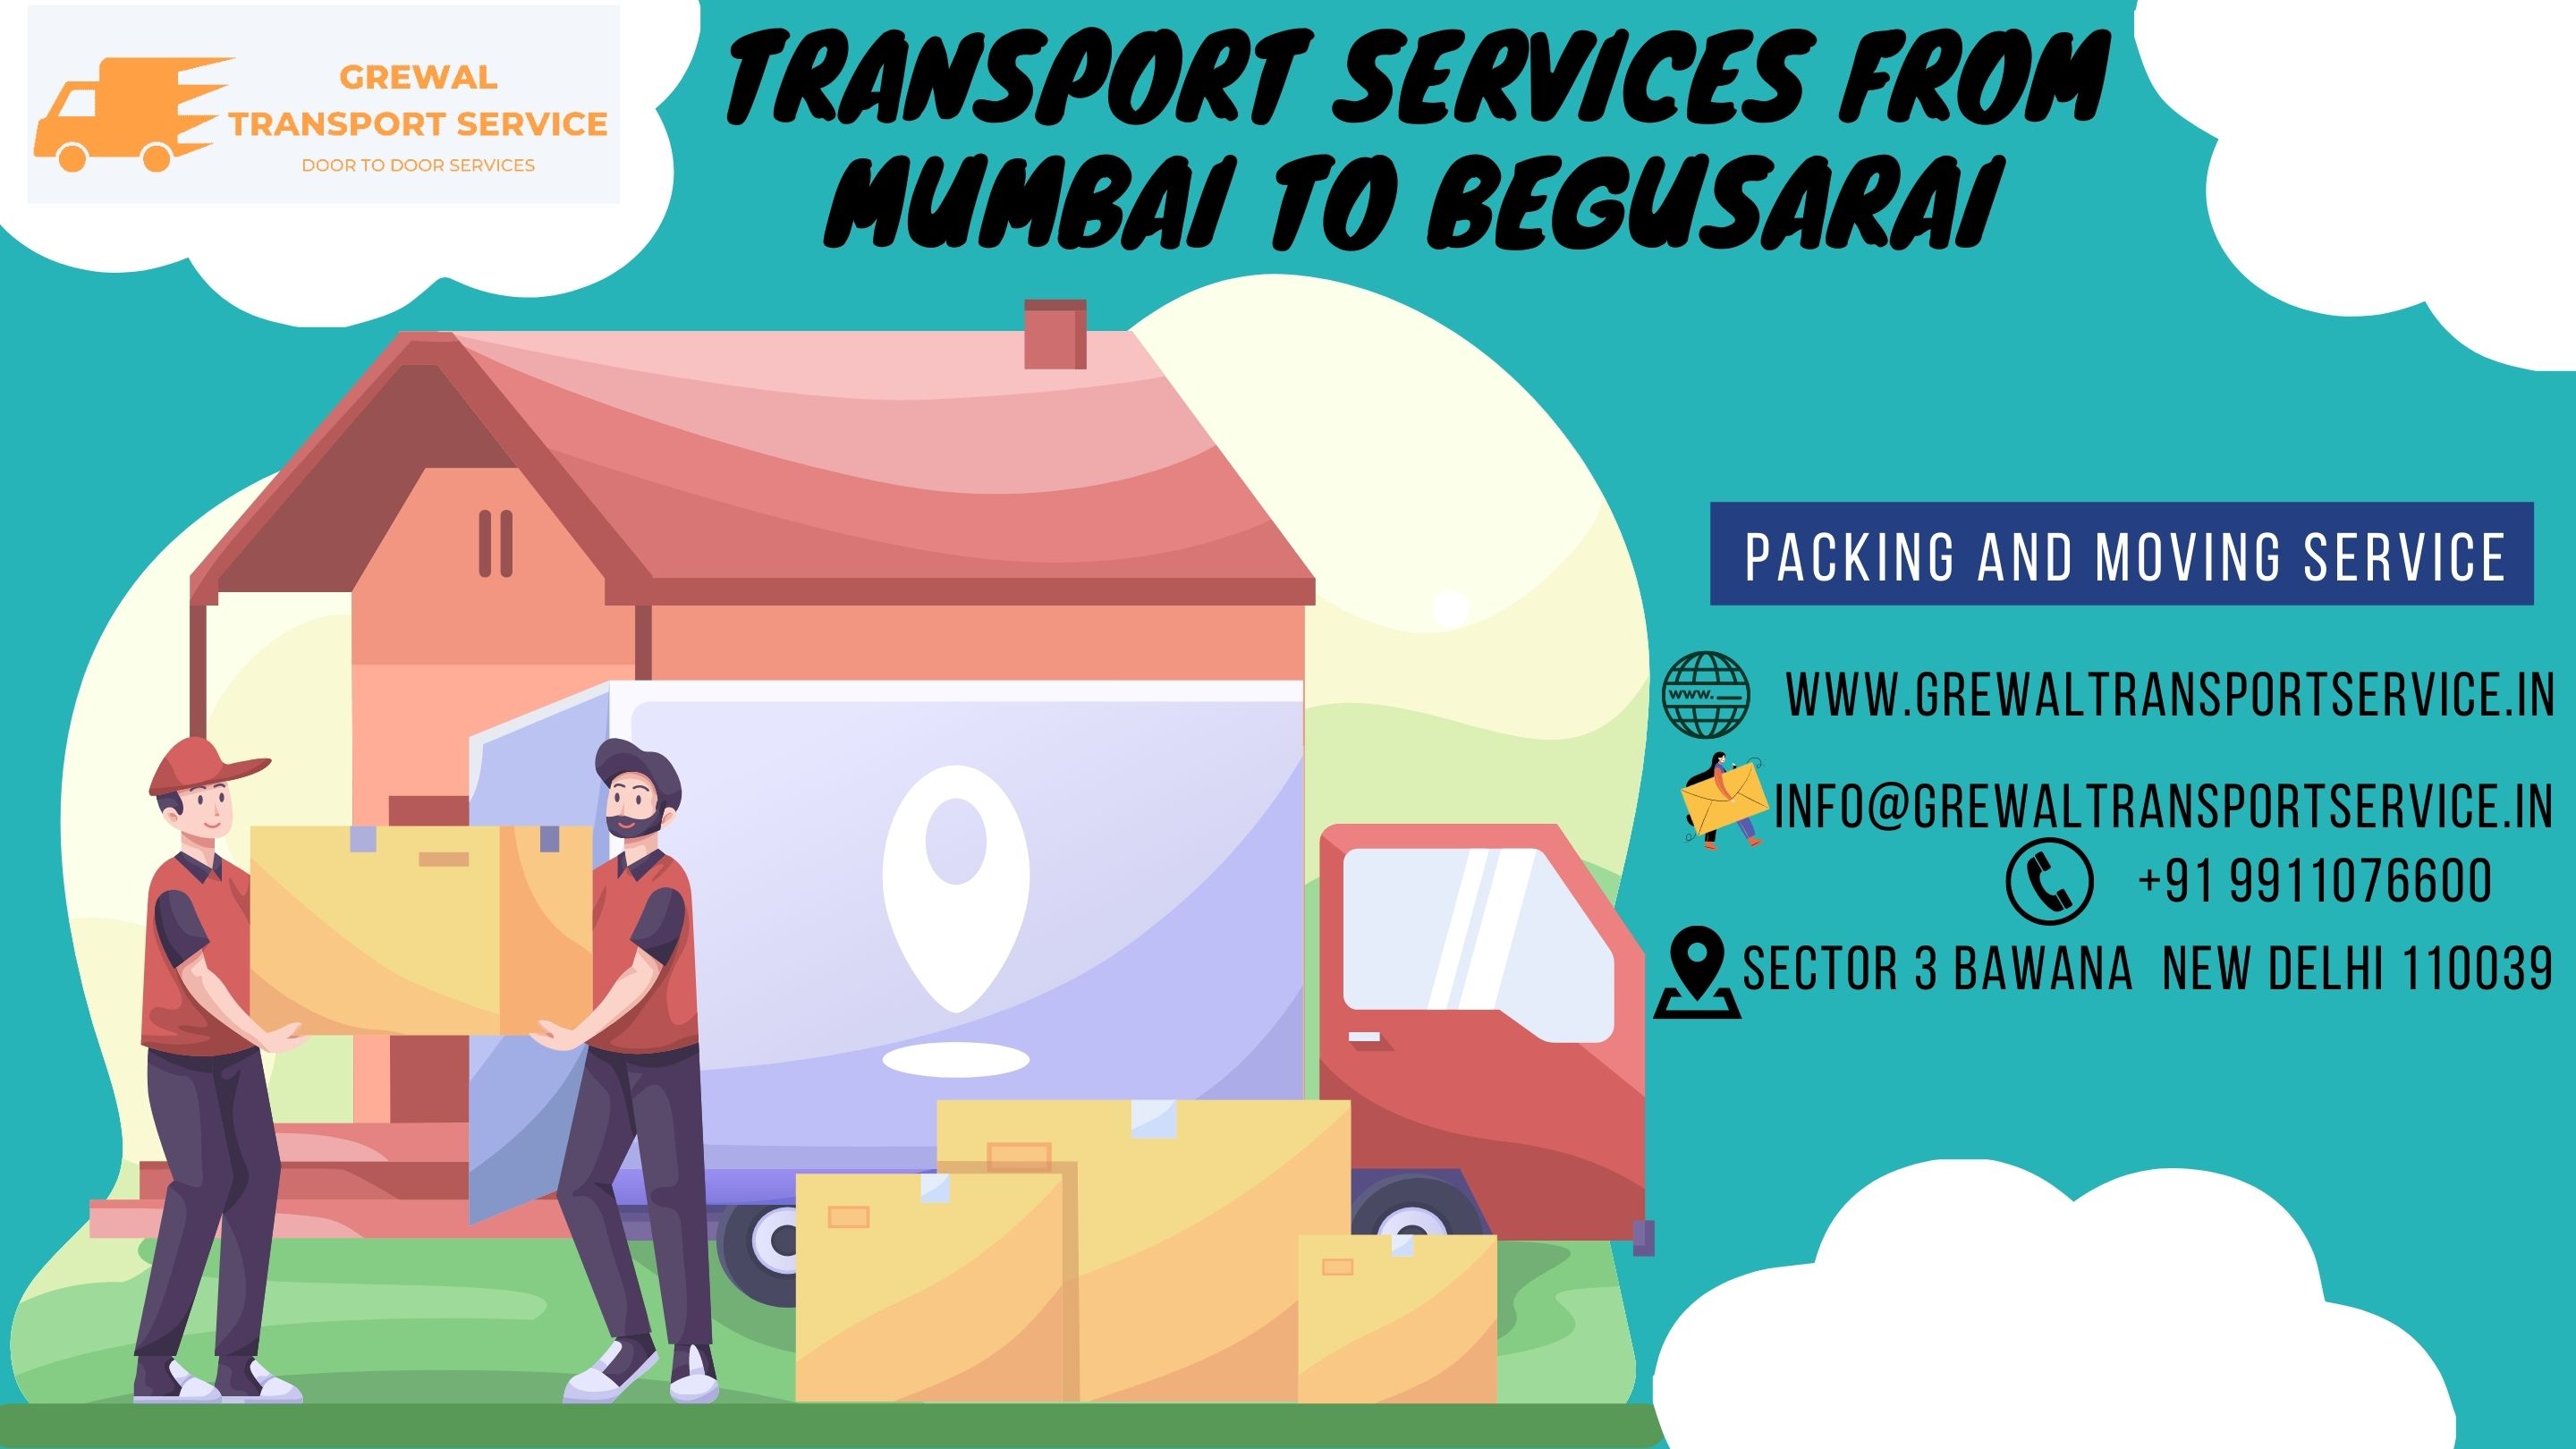 GREWAL
TRANSPORT SERVICE
DOOR TO DOOR SERVICES
TRANSPORT SERVICES FROM
MUMBAI TO BEGUSARAI
PACKING AND MOVING SERVICE
www.
WWW.GREWALTRANSPORTSERVICE.IN
INFO@GREWALTRANSPORTSERVICE.IN
+91 9911076600
SECTOR 3 BAWANA NEW DELHI 110039